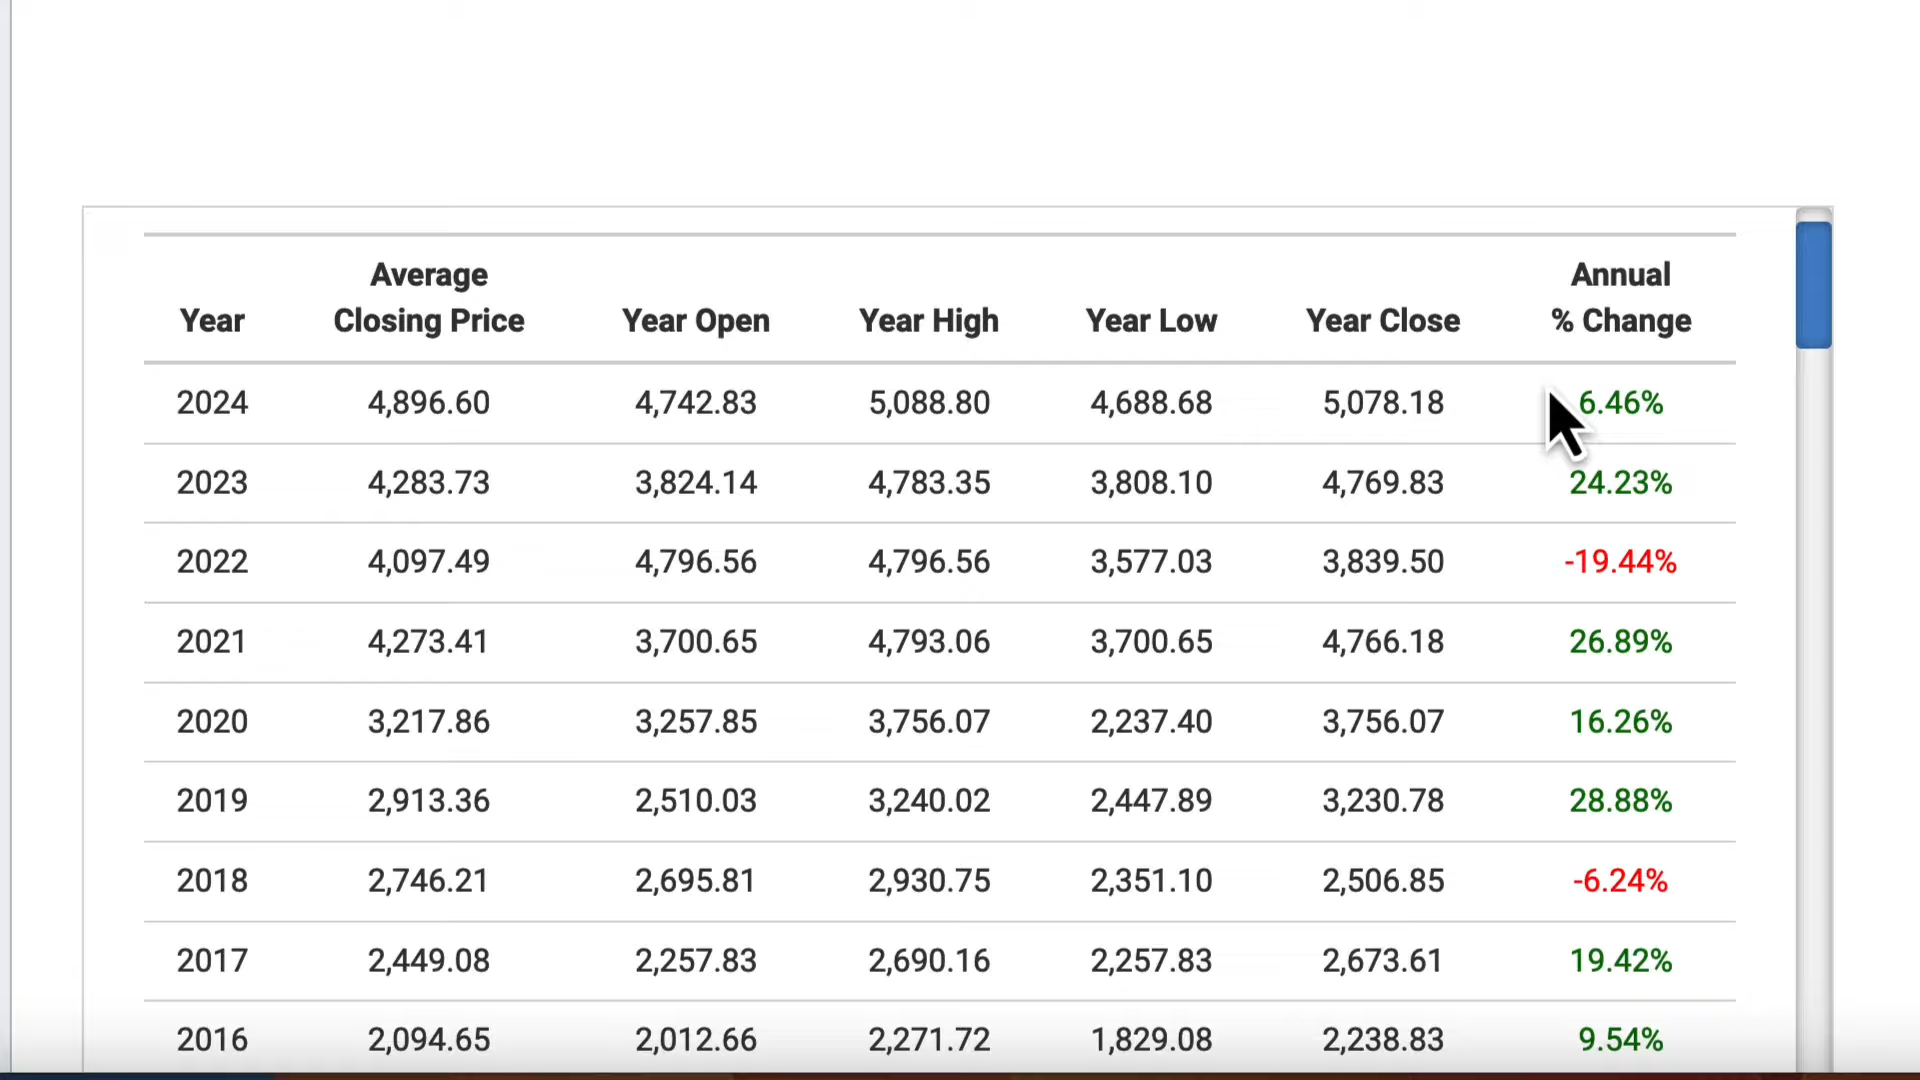 Average Annual
Year Closing Price Year Open Year High Year Low Year Close % Change
2024 4,896.60 4,742.83 5,088.80 4,688.68 5,078.18 6.46%
2023 4,283.73 3,824.14 4,783.35 3,808.10 4,769.83 24.23%
2022 4,097.49 4,796.56 4,796.56 3,577.03 3,839.50 -19.44%
2021 4,273.41 3,700.65 4,793.06 3,700.65 4,766.18 26.89%
2020 3,217.86 3,257.85 3,756.07 2,237.40 3,756.07 16.26%
2019 2,913.36 2,510.03 3,240.02 2,447.89 3,230.78 28.88%
2018 2,746.21 2,695.81 2,930.75 2,351.10 2,506.85 -6.24%
2017 2,449.08 2,257.83 2,690.16 2,257.83 2,673.61 19.42%
2016 2,094.65 2,012.66 2,271.72 1,829.08 2,238.83 9.54%